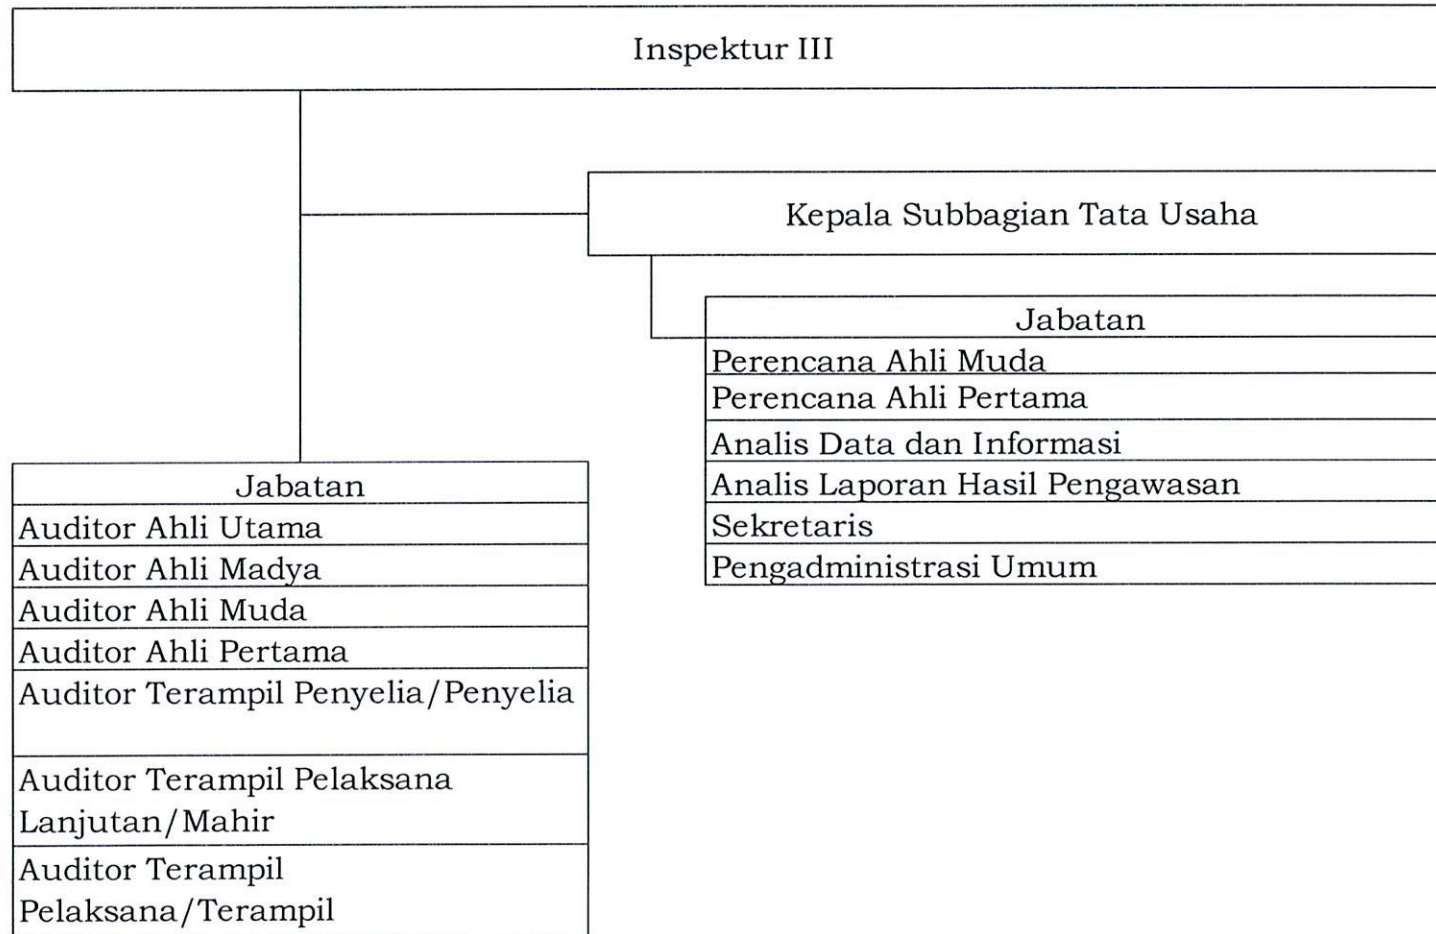 Inspektur III
Kepala Subbagian Tata Usaha
Jabatan
Perencana Ahli Muda
Perencana Ahli Pertama
Analis Data dan Informasi
Analis Laporan Hasil Pengawasan
Sekretaris
Pengadministrasi Umum
Jabatan
Auditor Ahli Utama
Auditor Ahli Madya
Auditor Ahli Muda
Auditor Ahli Pertama
Auditor Terampil Penyelia/Penyelia
Auditor Terampil Pelaksana
Lanjutan/Mahir
Auditor Terampil
Pelaksana/Terampil